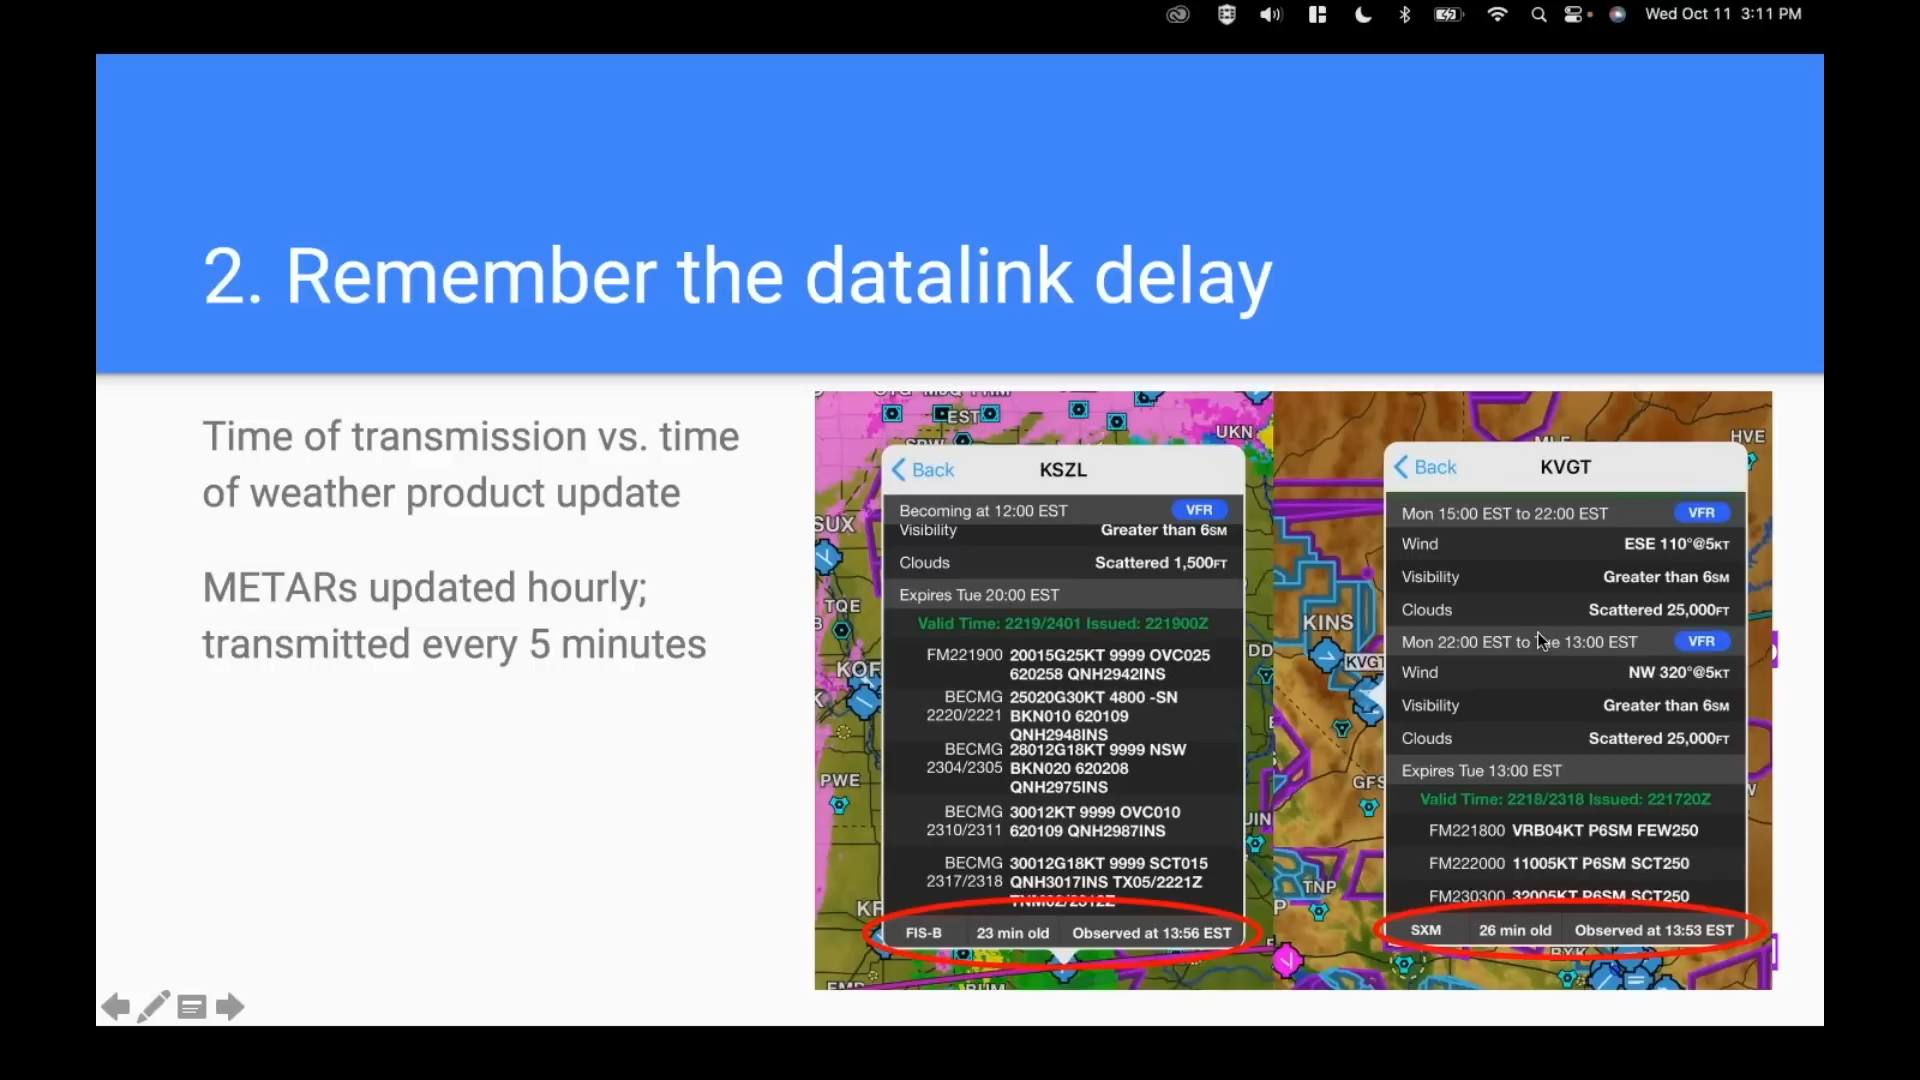 Wed Oct 11 3:11 PM
2. Remember the datalink delay
Time of transmission vs. time
of weather product update
METARs updated hourly;
transmitted every 5 minutes
EST
UKN
SUX
TQE
KOF
PWE
DD
Back KSZL
Becoming at 12:00 EST VFR
Visibility Greater than 6SM
Clouds Scattered 1,500FT
Expires Tue 20:00 EST
Valid Time: 2219/2401 Issued: 221900Z
FM221900 20015G25KT 9999 OVC025
620258 QNH2942INS
BECMG 25020G30KT 4800 -SN
2220/2221 BKN010 620109
QNH2948INS
BECMG 28012G18KT 9999 NSW
2304/2305 BKN020 620208
QNH2975INS
BECMG 30012KT 9999 OVC010
2310/2311 620109 QNH2987INS
BECMG 30012G18KT 9999 SCT015
2317/2318 QNH3017INS TX05/2221Z
FIS-B 23 min old Observed at 13:56 EST
HVE
KINS
KVGT
GFS
TNP
Back KVGT
Mon 15:00 EST to 22:00 EST VFR
Wind ESE 110°@5KT
Visibility Greater than 6SM
Clouds Scattered 25,000FT
Mon 22:00 EST to Tue 13:00 EST VFR
Wind NW 320°@5KT
Visibility Greater than 6SM
Clouds Scattered 25,000FT
Expires Tue 13:00 EST
Valid Time: 2218/2318 Issued: 221720Z
FM221800 VRB04KT P6SM FEW250
FM222000 11005KT P6SM SCT250
FM230300 32005KT P6SM SCT250
SXM 26 min old Observed at 13:53 EST